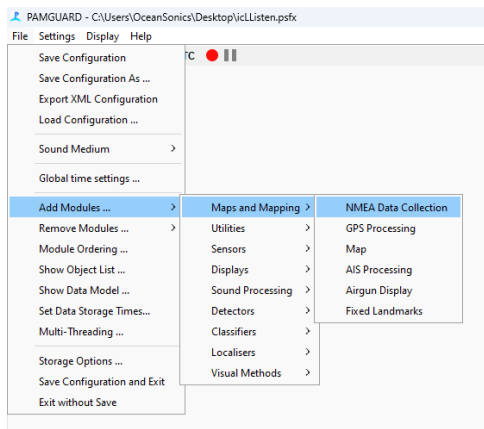 PAMGUARD - C:\Users\OceanSonics\Desktop\icLListen.psfx
File Settings Display Help
TC
Save Configuration
Save Configuration As ...
Export XML Configuration
Load Configuration ...
Sound Medium >
Global time settings ...
Add Modules ... >
Remove Modules ... >
Module Ordering ...
Show Object List ...
Show Data Model ...
Set Data Storage Times...
Multi-Threading ...
Storage Options ...
Save Configuration and Exit
Exit without Save
Maps and Mapping >
Utilities >
Sensors >
Displays >
Sound Processing >
Detectors >
Classifiers >
Localisers >
Visual Methods >
NMEA Data Collection
GPS Processing
Map
AIS Processing
Airgun Display
Fixed Landmarks